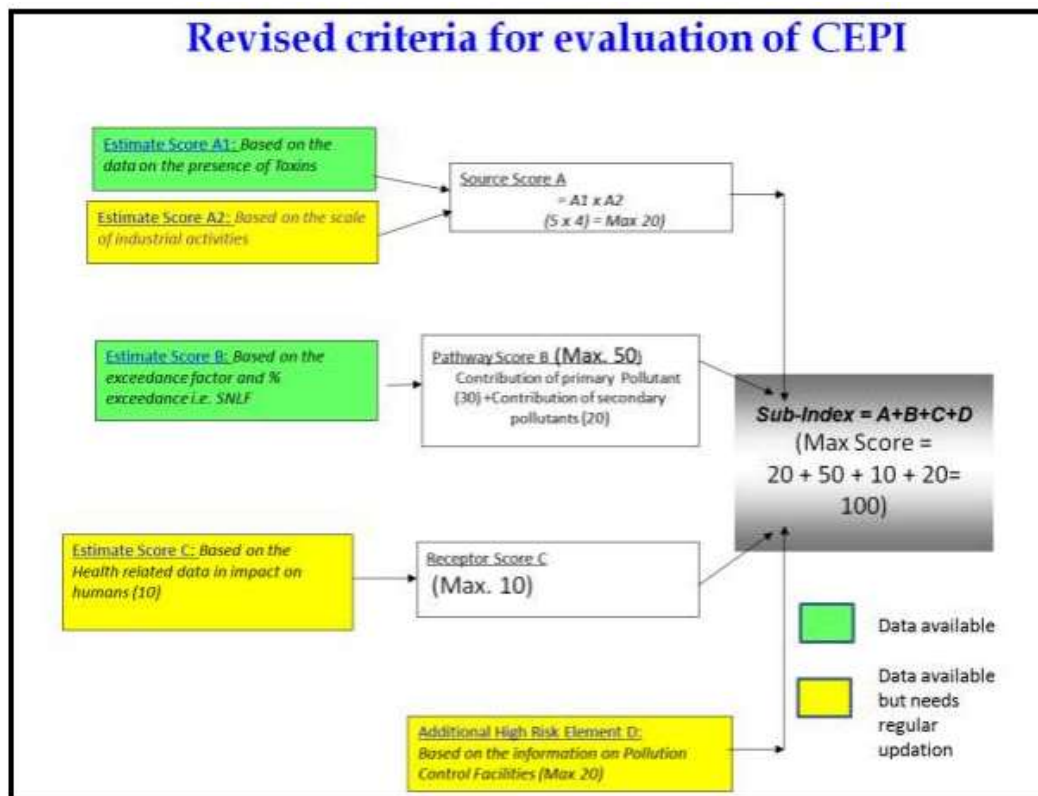 Revised criteria for evaluation of CEPI
Estimate Score A1: Based on the
data on the presence of Toxins
Estimate Score A2: Based on the scale
of industrial activities
Source Score A
= A1 x A2
(5 x 4) = Max 20)
Estimate Score B: Based on the
exceedance factor and %
exceedance i.e. SNLF
Pathway Score B (Max. 50)
Contribution of primary Pollutant
(30) +Contribution of secondary
pollutants (20)
Sub-Index = A+B+C+D
(Max Score =
20 + 50 + 10 + 20=
100)
Estimate Score C: Based on the
Health related data in impact on
humans (10)
Receptor Score C
(Max. 10)
Additional High Risk Element D:
Based on the information on Pollution
Control Facilities (Max 20)
Data available
Data available
but needs
regular
updation